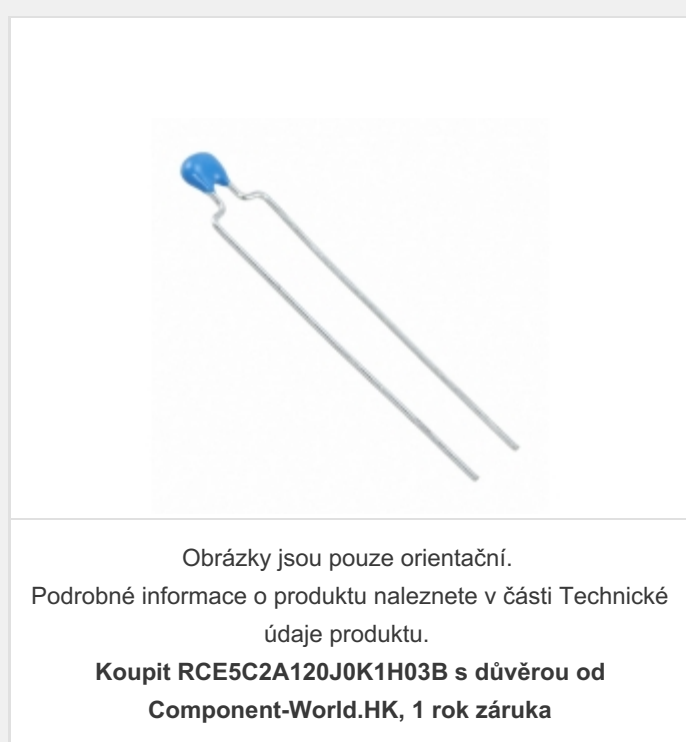 Obrázky jsou pouze orientační.
Podrobné informace o produktu naleznete v části Technické
údaje produktu.
Koupit RCE5C2A120J0K1H03B s důvěrou od
Component-World.HK, 1 rok záruka